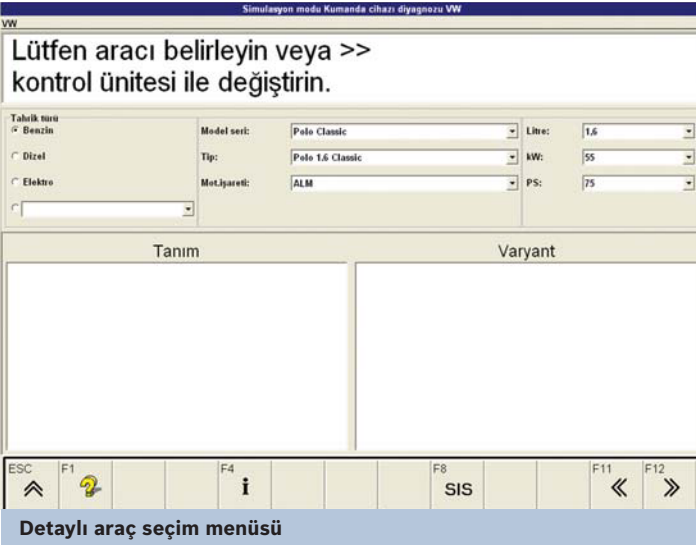 Simulasyon modu Kumanda cihazı diyagnozu VW
VW
Lütfen aracı belirleyin veya >>
kontrol ünitesi ile değiştirin.
Tahrik türü
Benzin Model seri: Polo Classic Litre: 1,6
Dizel Tip: Polo 1.6 Classic kW: 55
Elektro Mot.işareti: ALM PS: 75
Tanım Varyant
ESC F1 F4 F8 F11 F12
i SIS
Detaylı araç seçim menüsü